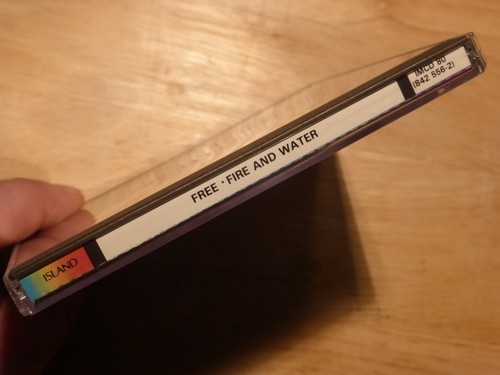 ISLAND
FREE · FIRE AND WATER
IMCD 80
(842 556-2)